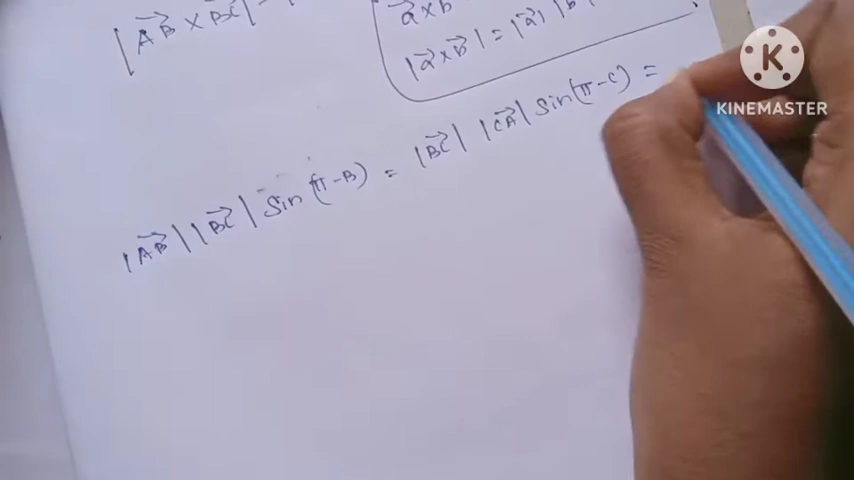 |AB→ × BC→| =
a→ × b→
|a→ × b→| = |a→| |b
|AB→| |BC→| Sin(π-B) = |BC→| |CA→| Sin(π-C) =
KINEMASTER